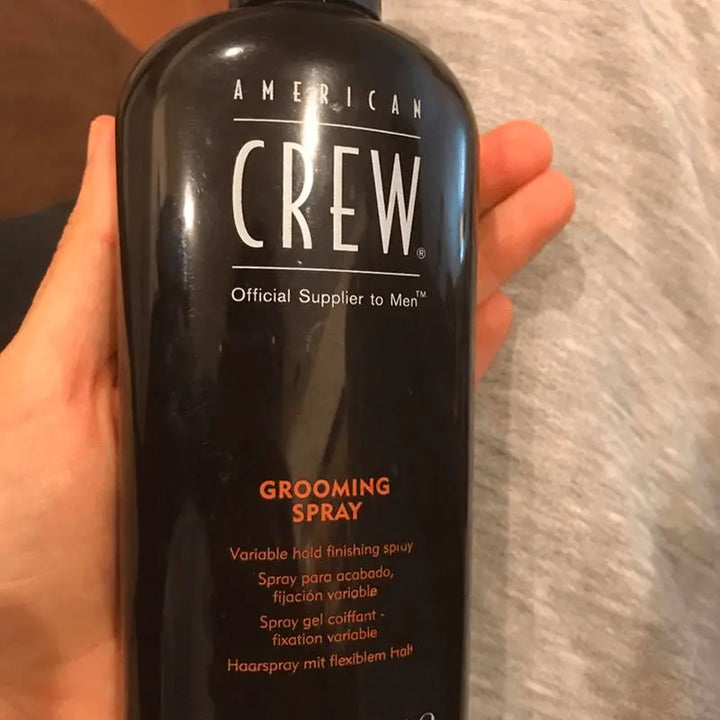 AMERICAN
CREW®
Official Supplier to Men™
GROOMING
SPRAY
Variable hold finishing spray
Spray para acabado,
fijación variable
Spray gel coiffant -
fixation variable
Haarspray mit flexiblem Halt